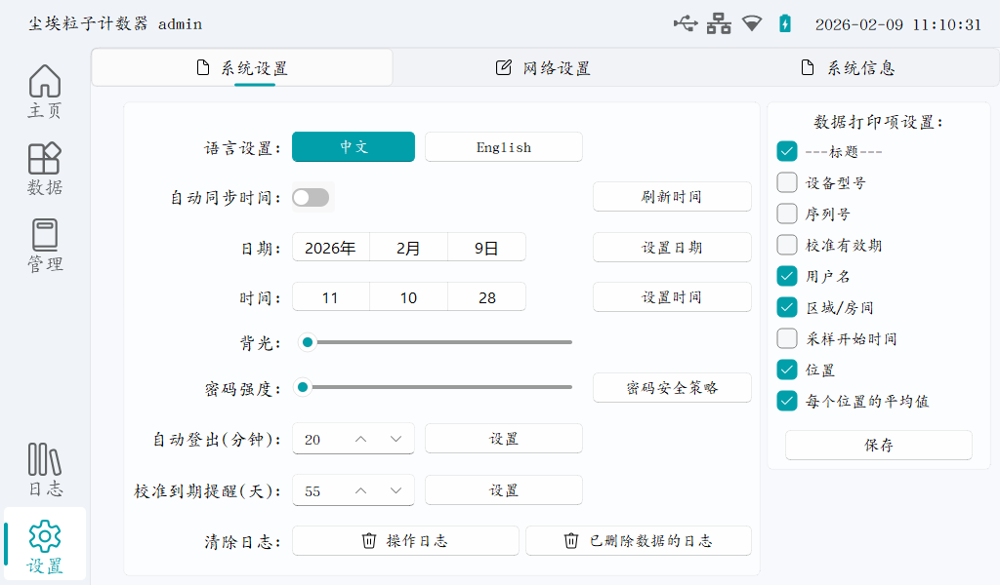 尘埃粒子计数器 admin
2026-02-09 11:10:31
系统设置
网络设置
系统信息
主页
数据
管理
日志
设置
语言设置:
中文
English
自动同步时间:
刷新时间
日期:
2026年
2月
9日
设置日期
时间:
11
10
28
设置时间
背光:
密码强度:
密码安全策略
自动登出(分钟):
20
设置
校准到期提醒(天):
55
设置
清除日志:
操作日志
已删除数据的日志
数据打印项设置:
---标题---
设备型号
序列号
校准有效期
用户名
区域/房间
采样开始时间
位置
每个位置的平均值
保存